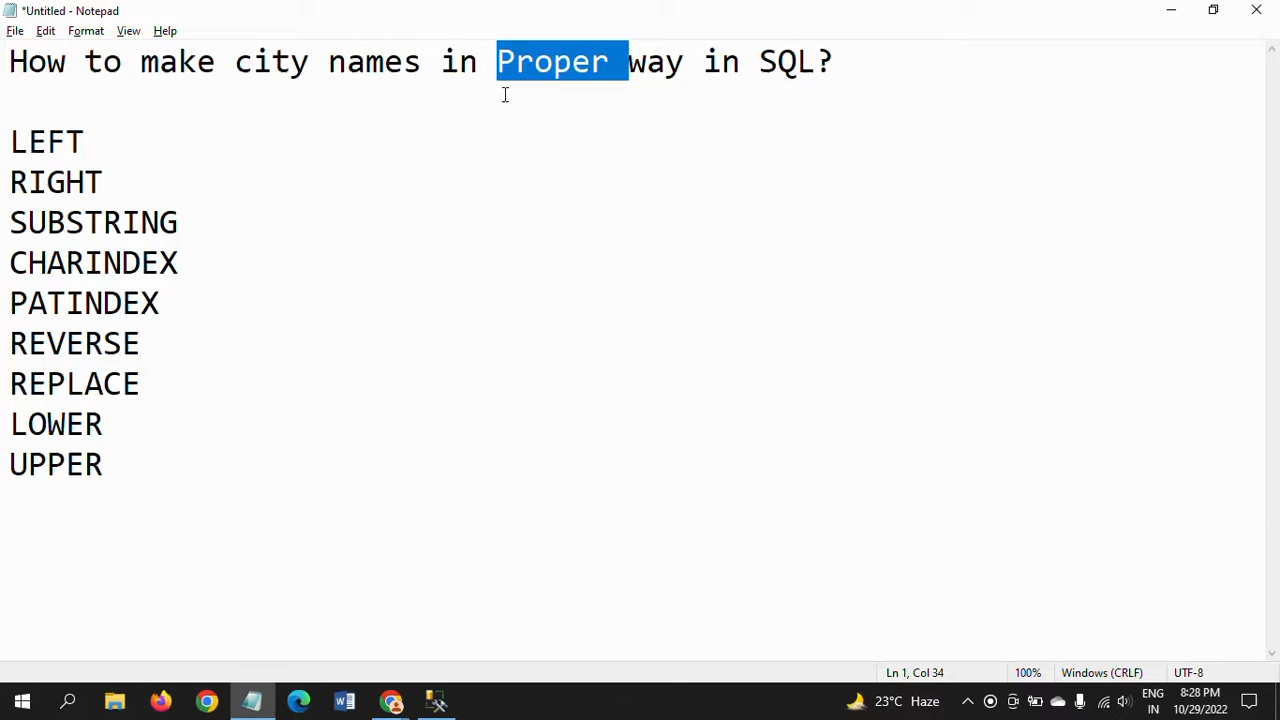 *Untitled - Notepad
File Edit Format View Help
How to make city names in Proper way in SQL?
LEFT
RIGHT
SUBSTRING
CHARINDEX
PATINDEX
REVERSE
REPLACE
LOWER
UPPER
Ln 1, Col 34 100% Windows (CRLF) UTF-8
23°C Haze ENG 8:28 PM
IN 10/29/2022